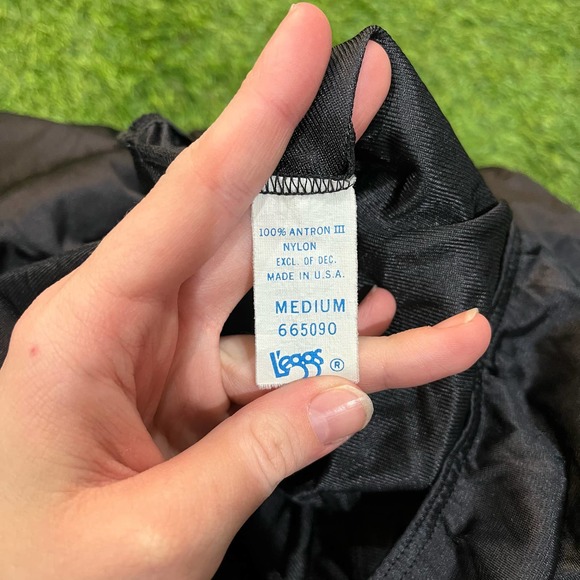 100% ANTRON III
NYLON
EXCL. OF DEC.
MADE IN U.S.A.
MEDIUM
665090
L'eggs ®